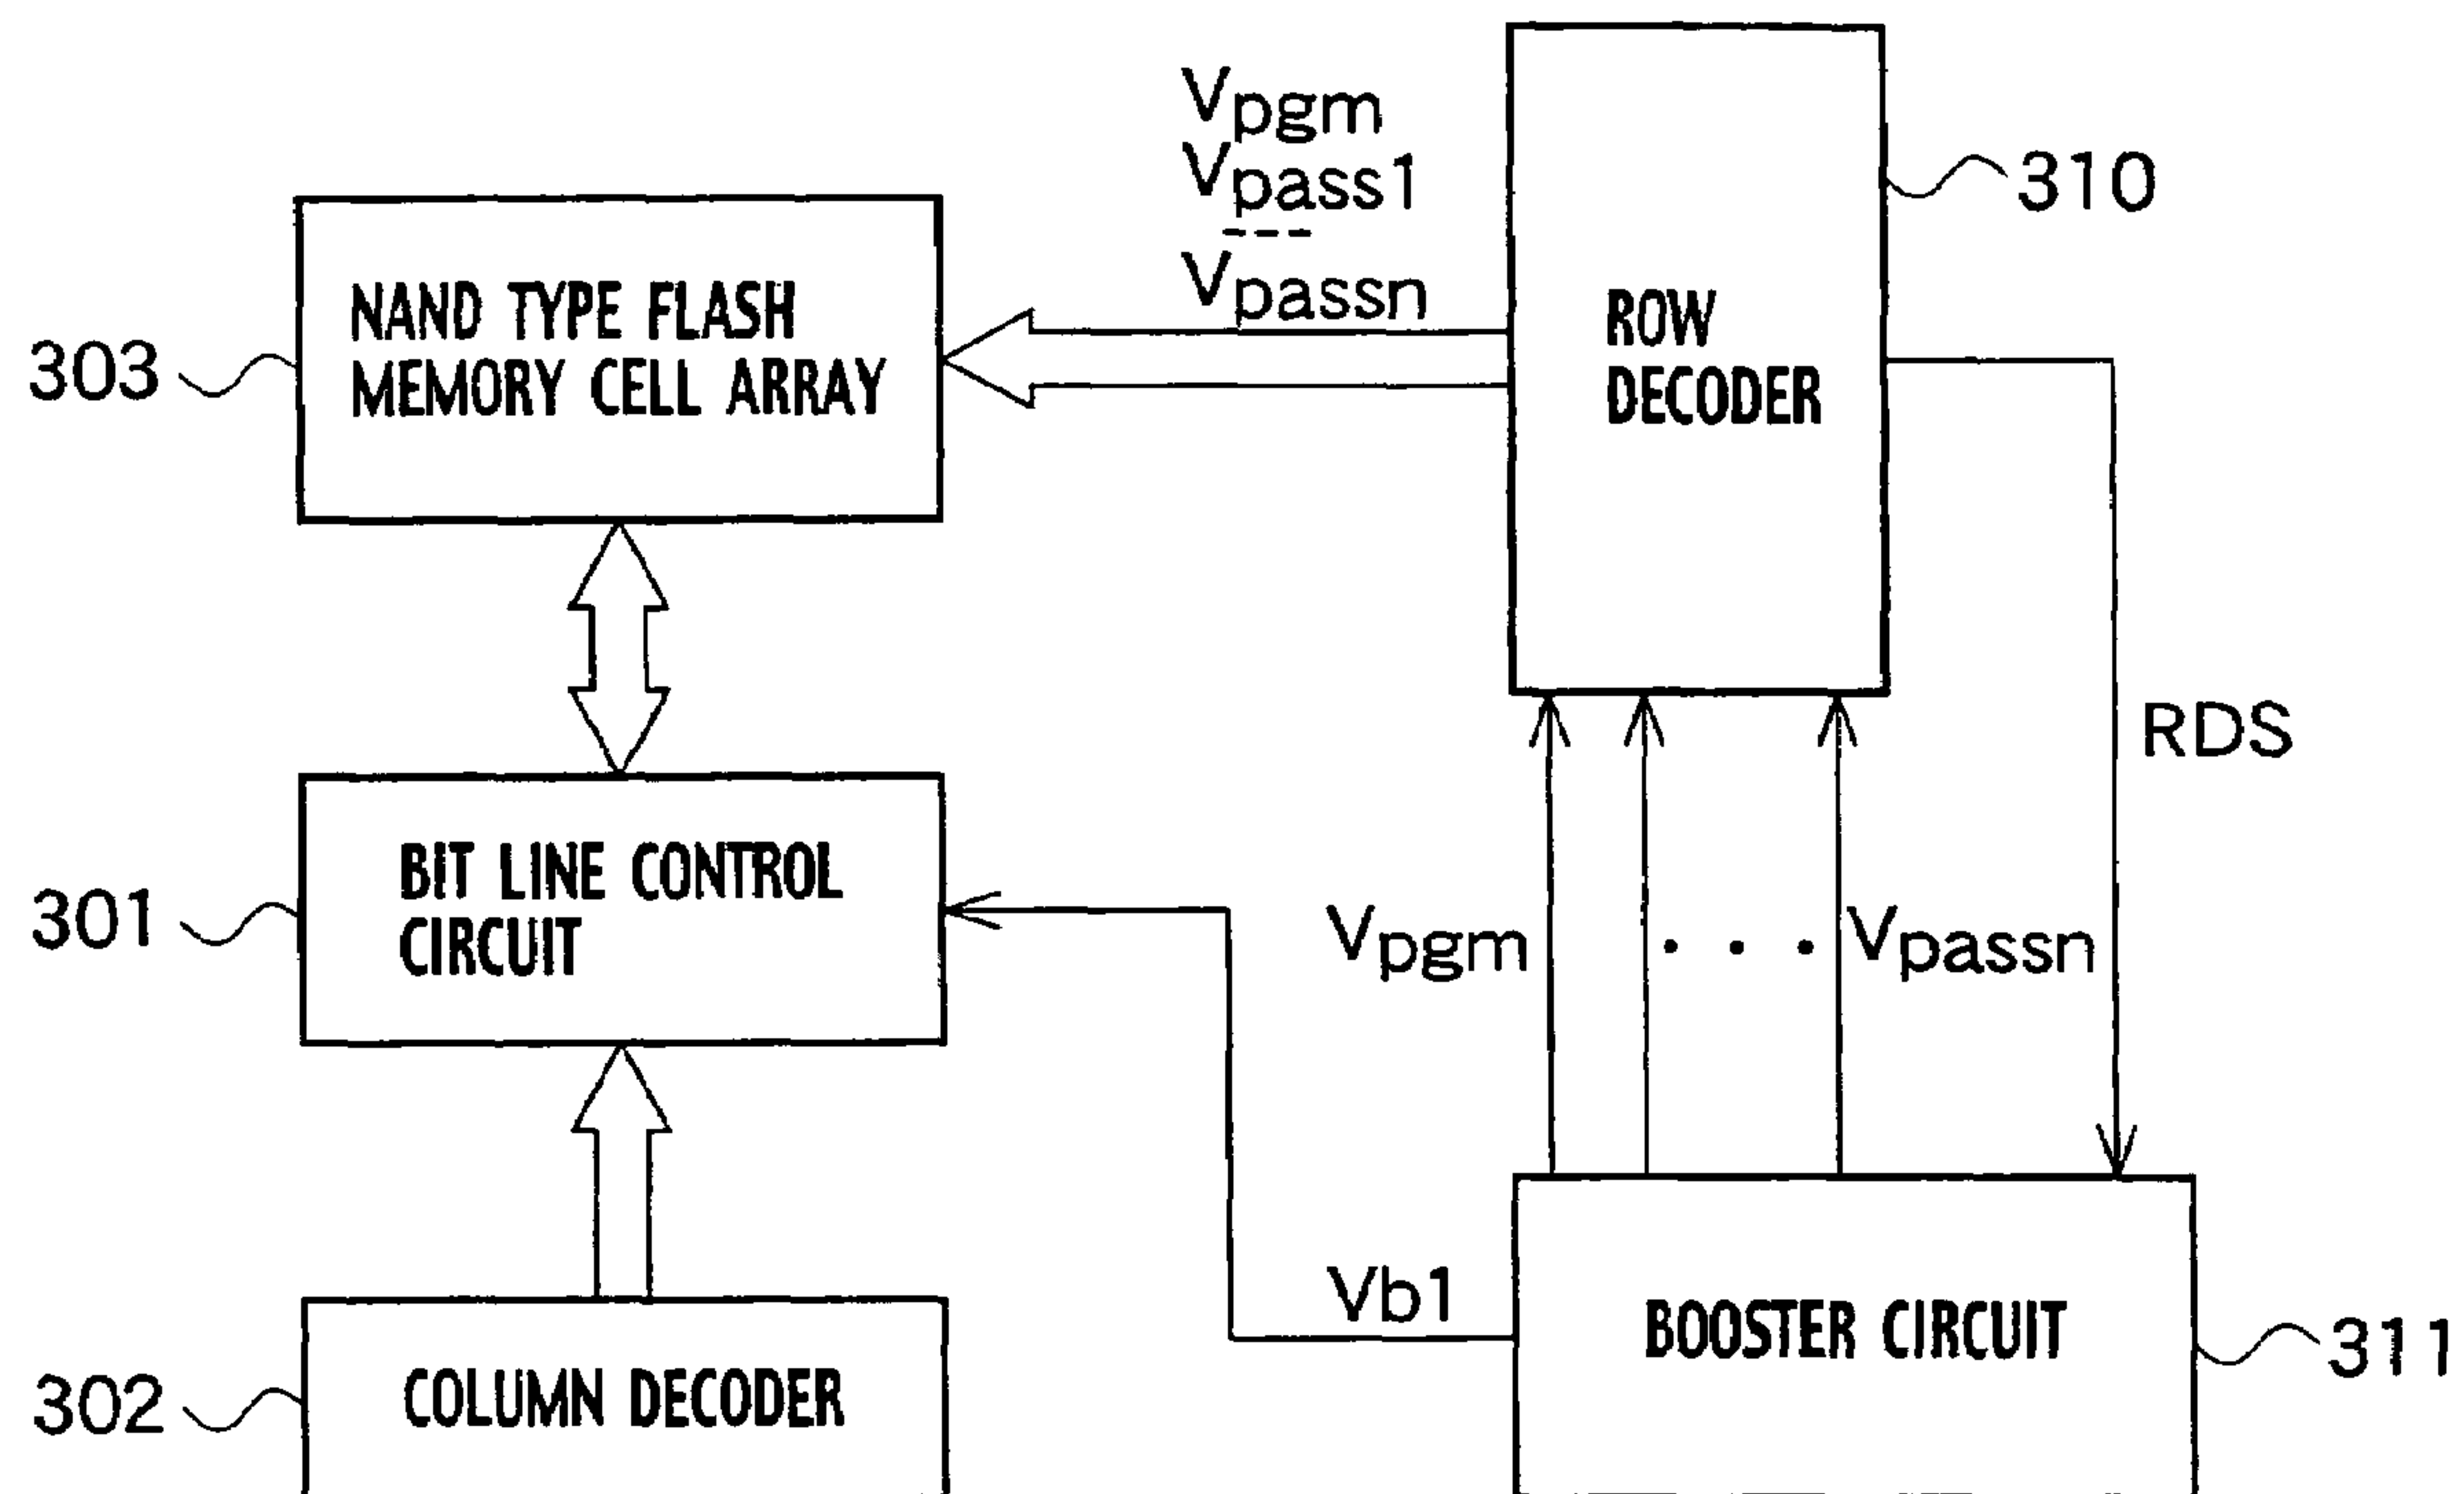 Vpgm
Vpass1
---
Vpassn
310
NAND TYPE FLASH
MEMORY CELL ARRAY
303
ROW
DECODER
RDS
BIT LINE CONTROL
CIRCUIT
301
Vpgm
. . .
Vpassn
Vb1
BOOSTER CIRCUIT
311
COLUMN DECODER
302